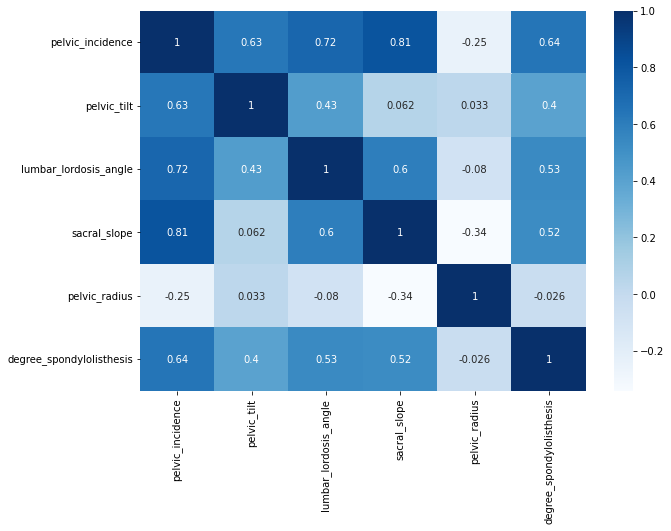 pelvic_incidence 1 0.63 0.72 0.81 -0.25 0.64
pelvic_tilt 0.63 1 0.43 0.062 0.033 0.4
lumbar_lordosis_angle 0.72 0.43 1 0.6 -0.08 0.53
sacral_slope 0.81 0.062 0.6 1 -0.34 0.52
pelvic_radius -0.25 0.033 -0.08 -0.34 1 -0.026
degree_spondylolisthesis 0.64 0.4 0.53 0.52 -0.026 1
pelvic_incidence
pelvic_tilt
lumbar_lordosis_angle
sacral_slope
pelvic_radius
degree_spondylolisthesis
1.0
0.8
0.6
0.4
0.2
0.0
−0.2